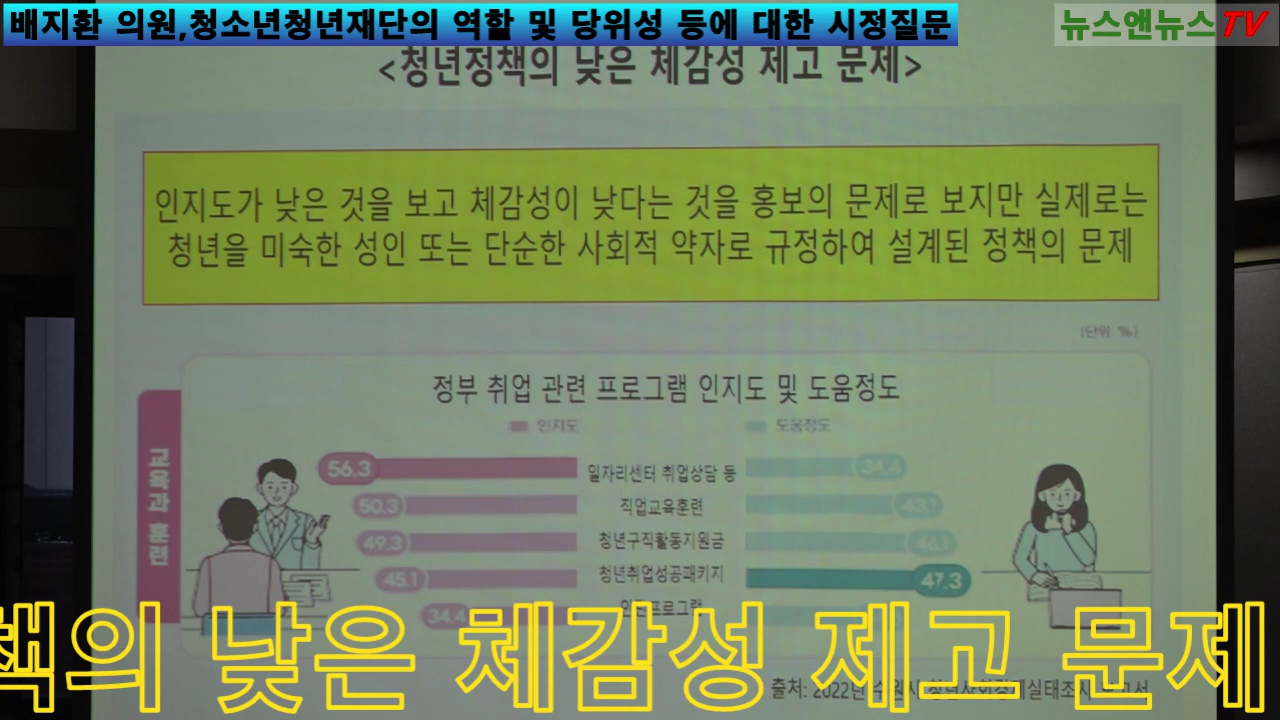 배지환 의원,청소년청년재단의 역할 및 당위성 등에 대한 시정질문
뉴스앤뉴스TV
<청년정책의 낮은 체감성 제고 문제>
인지도가 낮은 것을 보고 체감성이 낮다는 것을 홍보의 문제로 보지만 실제로는
청년을 미숙한 성인 또는 단순한 사회적 약자로 규정하여 설계된 정책의 문제
(단위 %)
교육과 훈련
정부 취업 관련 프로그램 인지도 및 도움정도
인지도 도움정도
56.3 일자리센터 취업상담 등 34.4
50.3 직업교육훈련 43.1
49.3 청년구직활동지원금 46.1
45.1 청년취업성공패키지 47.3
34.4 인턴프로그램
책의 낮은 체감성 제고 문제
출처: 2022년 수원시